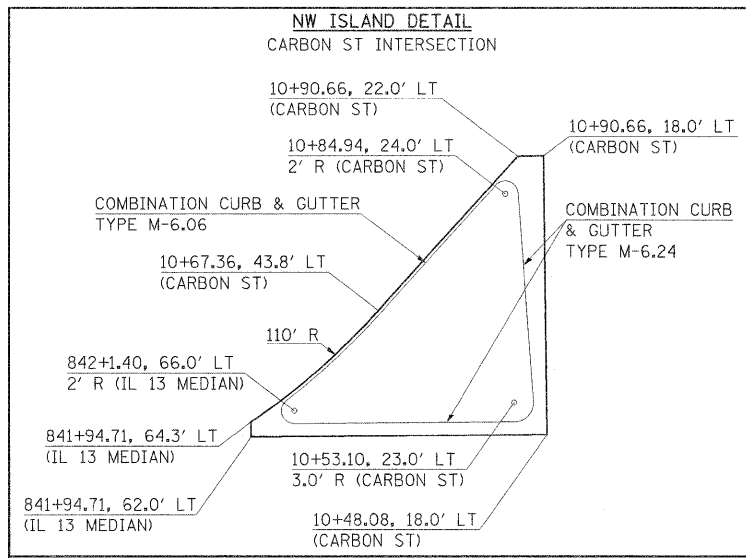 NW ISLAND DETAIL
CARBON ST INTERSECTION
10+90.66, 22.0' LT
(CARBON ST)
10+90.66, 18.0' LT
(CARBON ST)
10+84.94, 24.0' LT
2' R (CARBON ST)
COMBINATION CURB & GUTTER
TYPE M-6.06
COMBINATION CURB
& GUTTER
TYPE M-6.24
10+67.36, 43.8' LT
(CARBON ST)
110' R
842+1.40, 66.0' LT
2' R (IL 13 MEDIAN)
841+94.71, 64.3' LT
(IL 13 MEDIAN)
10+53.10, 23.0' LT
3.0' R (CARBON ST)
841+94.71, 62.0' LT
(IL 13 MEDIAN)
10+48.08, 18.0' LT
(CARBON ST)